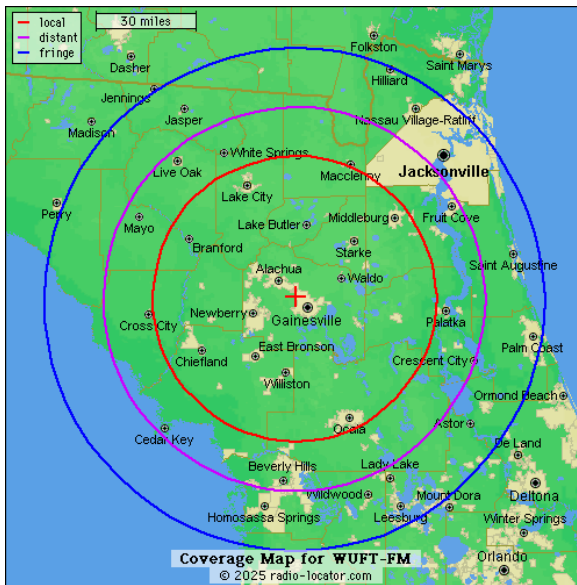 local
distant
fringe
30 miles
Folkston
Saint Marys
Dasher
Hilliard
Jennings
Jasper
Nassau Village-Ratliff
Madison
White Springs
Live Oak
Macclenny
Jacksonville
Lake City
Perry
Mayo
Lake Butler
Middleburg
Fruit Cove
Branford
Starke
Saint Augustine
Alachua
Waldo
Cross City
Newberry
Gainesville
Palatka
Chiefland
East Bronson
Palm Coast
Crescent City
Williston
Ormond Beach
Ocala
Astor
Cedar Key
De Land
Beverly Hills
Lady Lake
Wildwood
Mount Dora
Deltona
Homosassa Springs
Leesburg
Winter Springs
Coverage Map for WUFT-FM
Orlando
© 2025 radio-locator.com